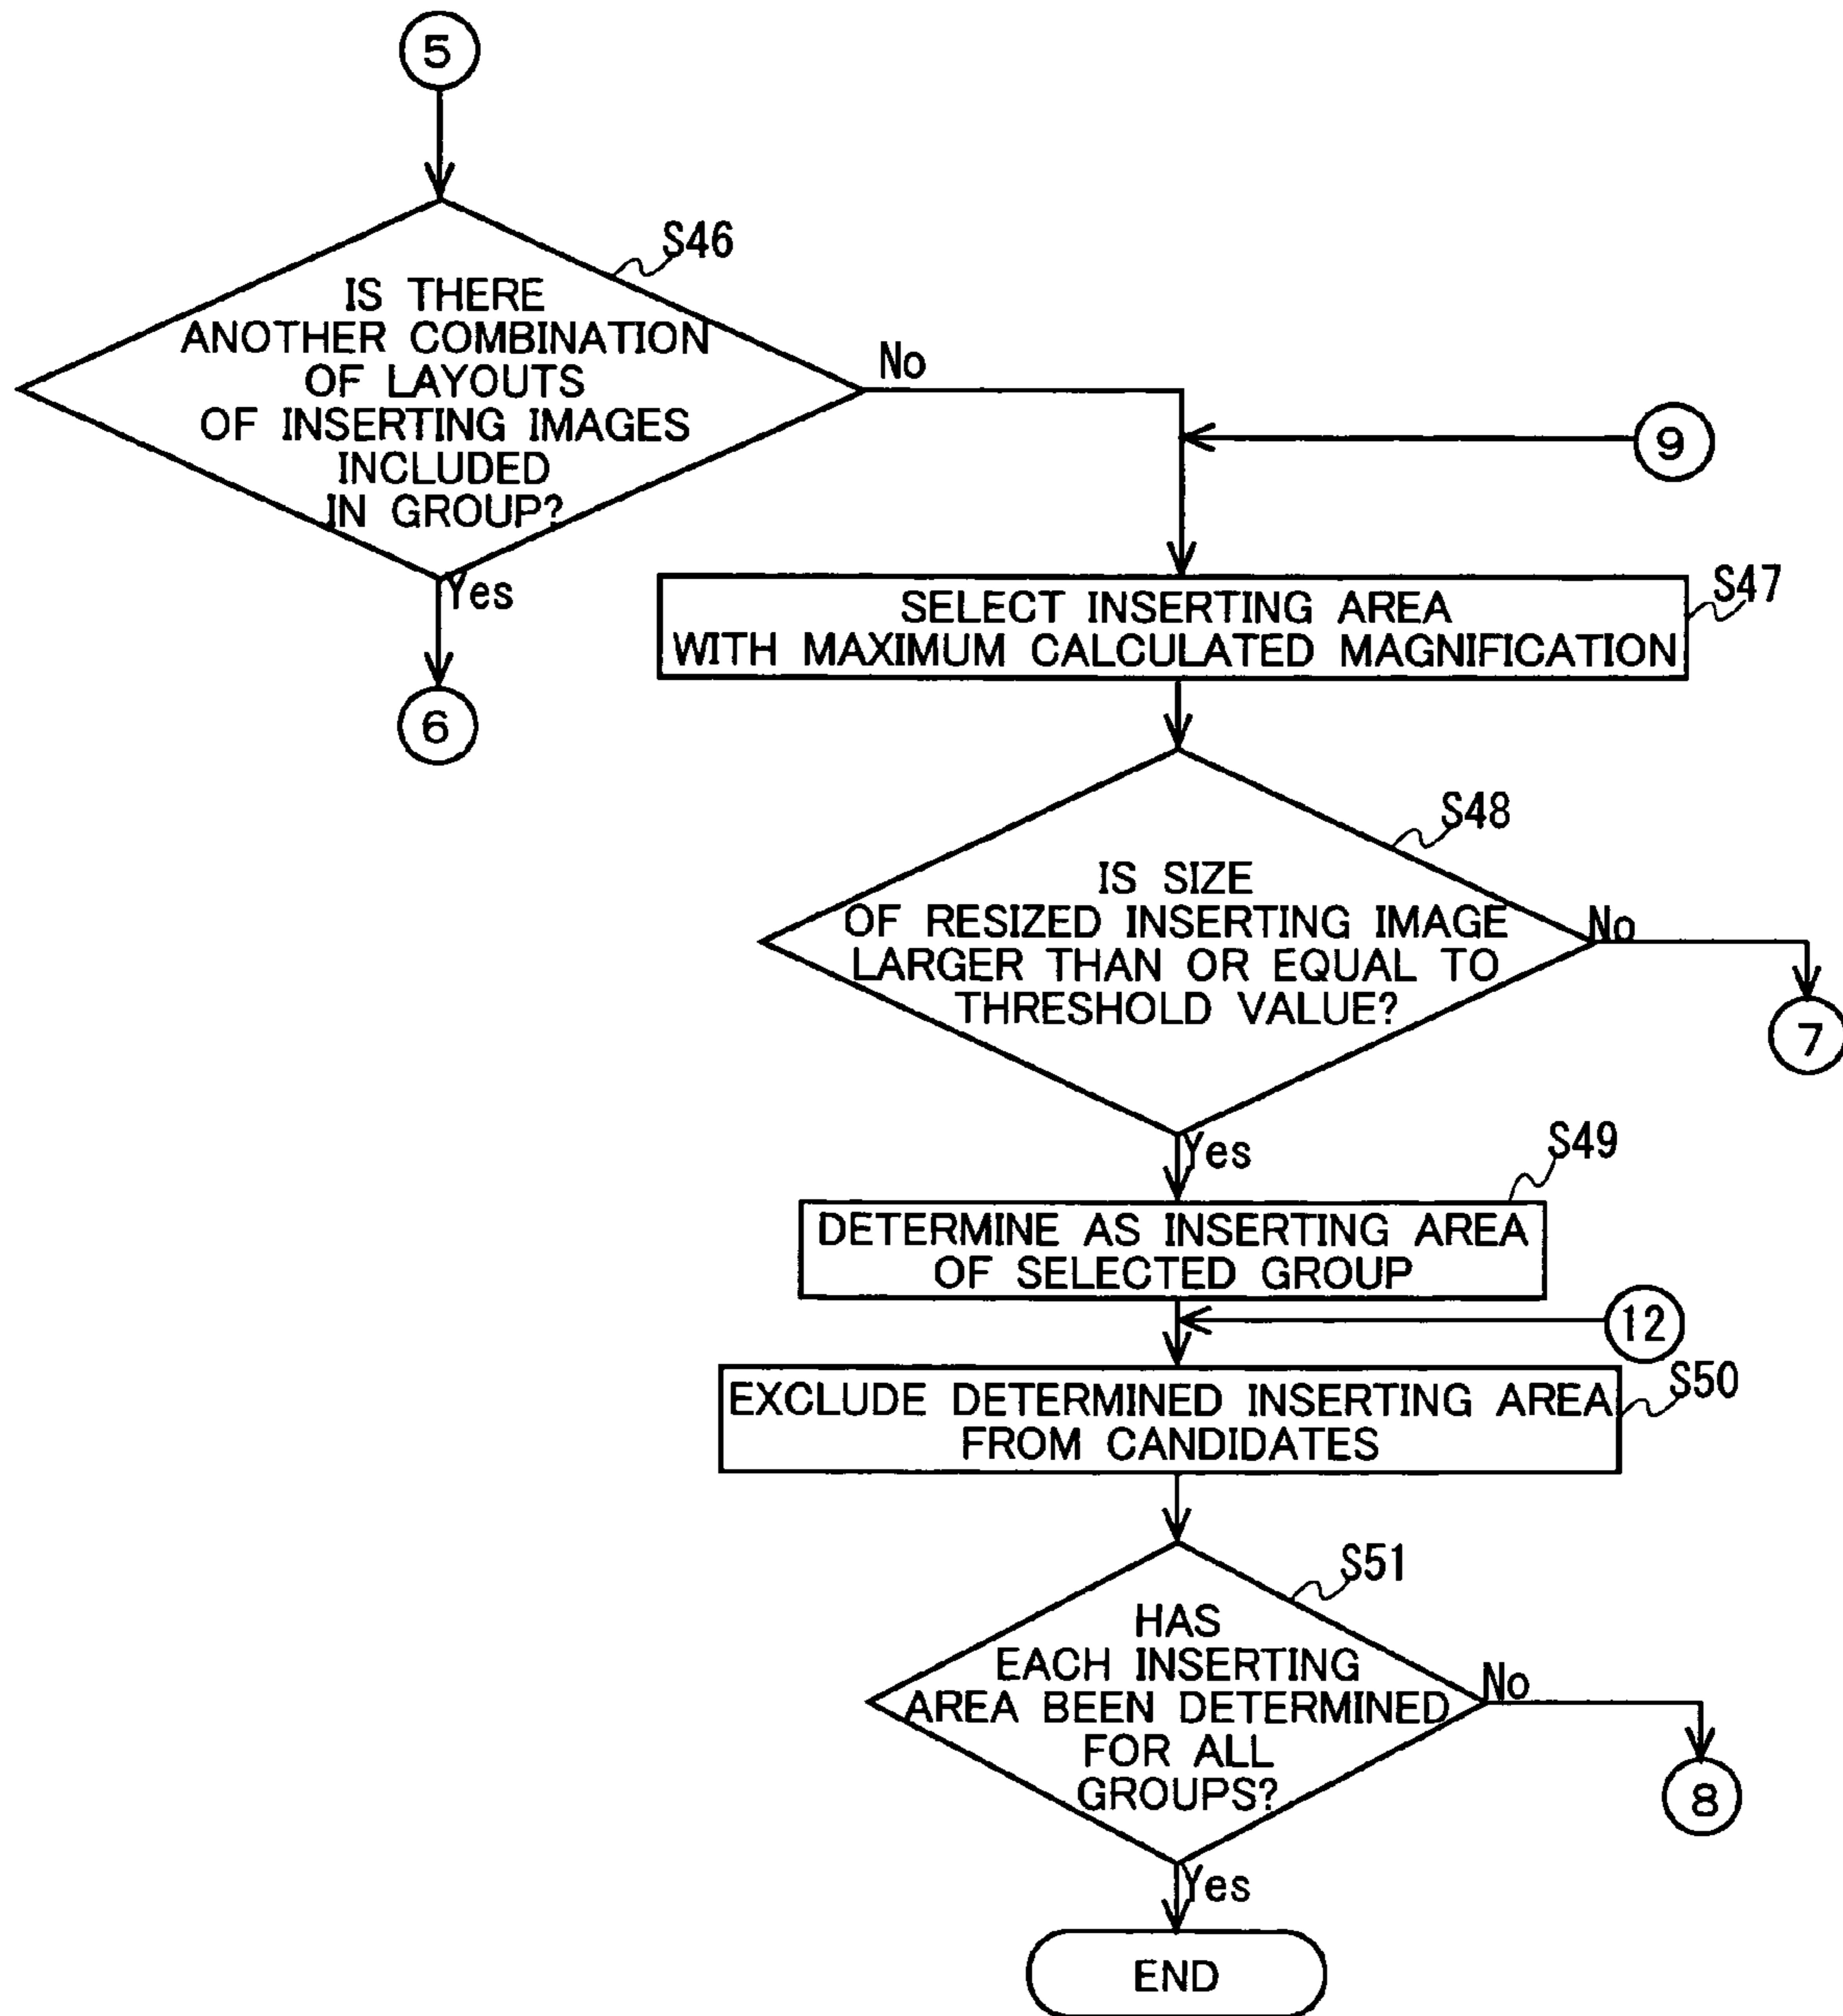 5
S46
IS THERE
ANOTHER COMBINATION
OF LAYOUTS
OF INSERTING IMAGES
INCLUDED
IN GROUP?
No
9
Yes
6
S47
SELECT INSERTING AREA
WITH MAXIMUM CALCULATED MAGNIFICATION
S48
IS SIZE
OF RESIZED INSERTING IMAGE
LARGER THAN OR EQUAL TO
THRESHOLD VALUE?
No
7
Yes
S49
DETERMINE AS INSERTING AREA
OF SELECTED GROUP
12
S50
EXCLUDE DETERMINED INSERTING AREA
FROM CANDIDATES
S51
HAS
EACH INSERTING
AREA BEEN DETERMINED
FOR ALL
GROUPS?
No
8
Yes
END